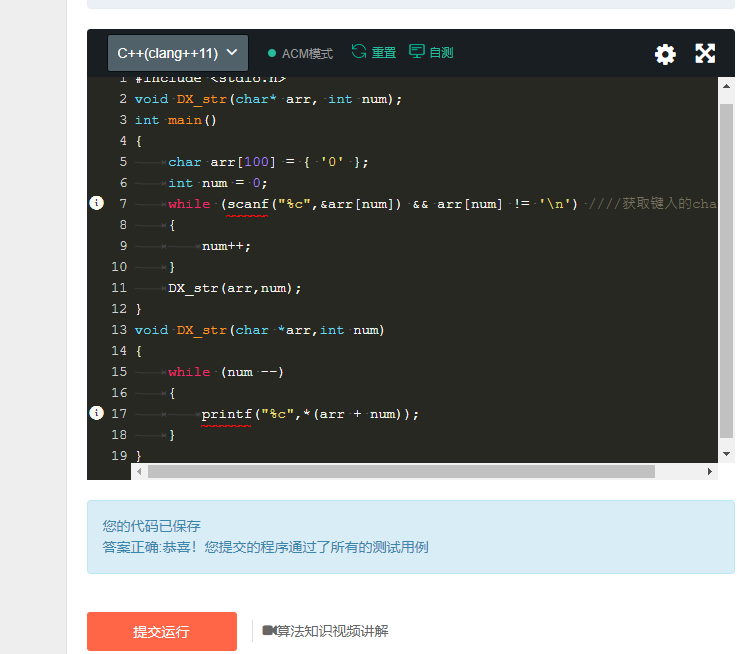 C++(clang++11) ACM模式 重置 自测
1 #include <stdio.h>
2 void DX_str(char* arr, int num);
3 int main()
4 {
5 char arr[100] = { '0' };
6 int num = 0;
7 while (scanf("%c",&arr[num]) && arr[num] != '\n') ////获取键入的cha
8 {
9 num++;
10 }
11 DX_str(arr,num);
12 }
13 void DX_str(char *arr,int num)
14 {
15 while (num --)
16 {
17 printf("%c",*(arr + num));
18 }
19 }
您的代码已保存
答案正确:恭喜！您提交的程序通过了所有的测试用例
提交运行 算法知识视频讲解